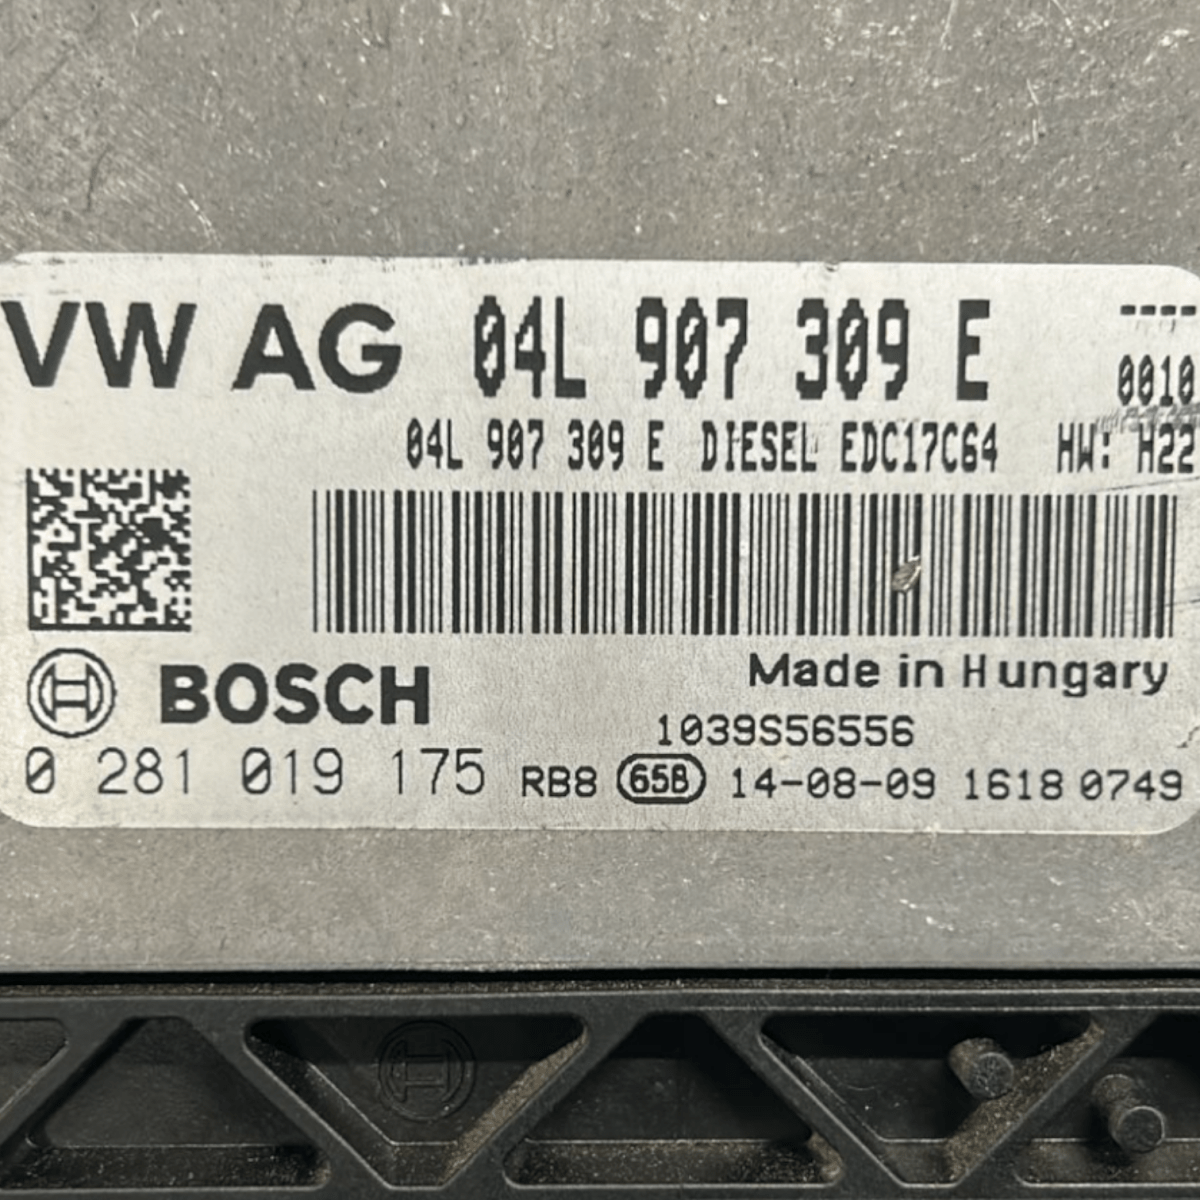 VW AG 04L 907 309 E ----
0010
04L 907 309 E DIESEL EDC17C64 HW: H22
Made in Hungary
BOSCH
1039S56556
0 281 019 175 RB8 65B 14-08-09 1618 0749